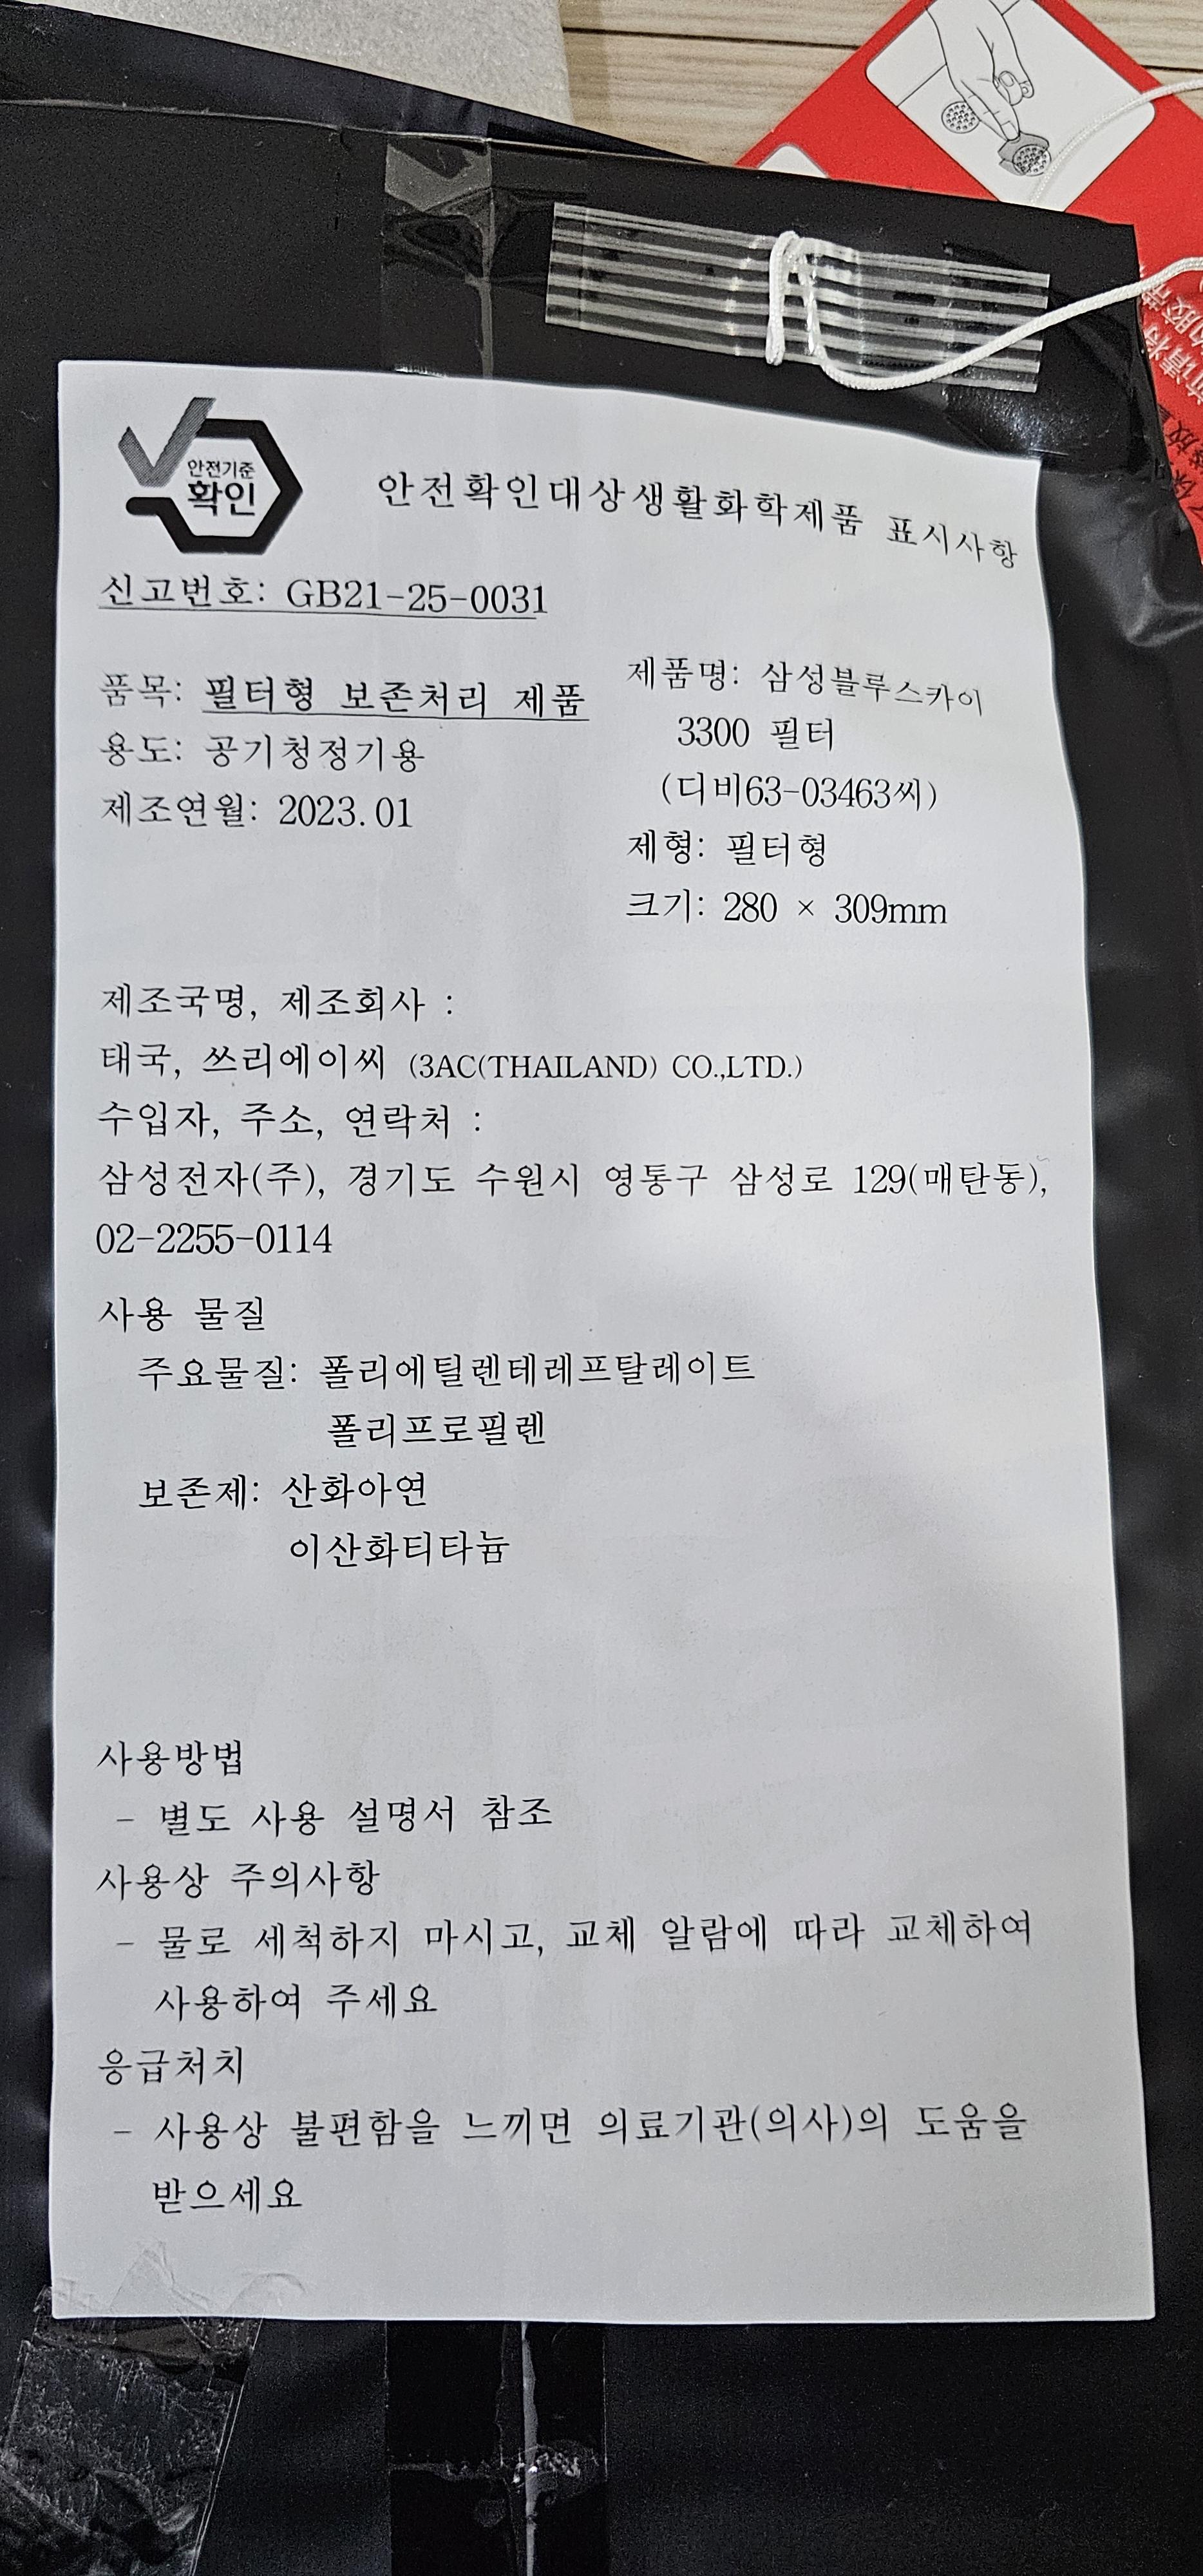 안전기준
확인
안전확인대상생활화학제품 표시사항
신고번호: GB21-25-0031
품목: 필터형 보존처리 제품
용도: 공기청정기용
제조연월: 2023.01
제품명: 삼성블루스카이
3300 필터
(디비63-03463씨)
제형: 필터형
크기: 280 × 309mm
제조국명, 제조회사 :
태국, 쓰리에이씨 (3AC(THAILAND) CO.,LTD.)
수입자, 주소, 연락처 :
삼성전자(주), 경기도 수원시 영통구 삼성로 129(매탄동),
02-2255-0114
사용 물질
주요물질: 폴리에틸렌테레프탈레이트
폴리프로필렌
보존제: 산화아연
이산화티타늄
사용방법
- 별도 사용 설명서 참조
사용상 주의사항
- 물로 세척하지 마시고, 교체 알람에 따라 교체하여
사용하여 주세요
응급처치
- 사용상 불편함을 느끼면 의료기관(의사)의 도움을
받으세요